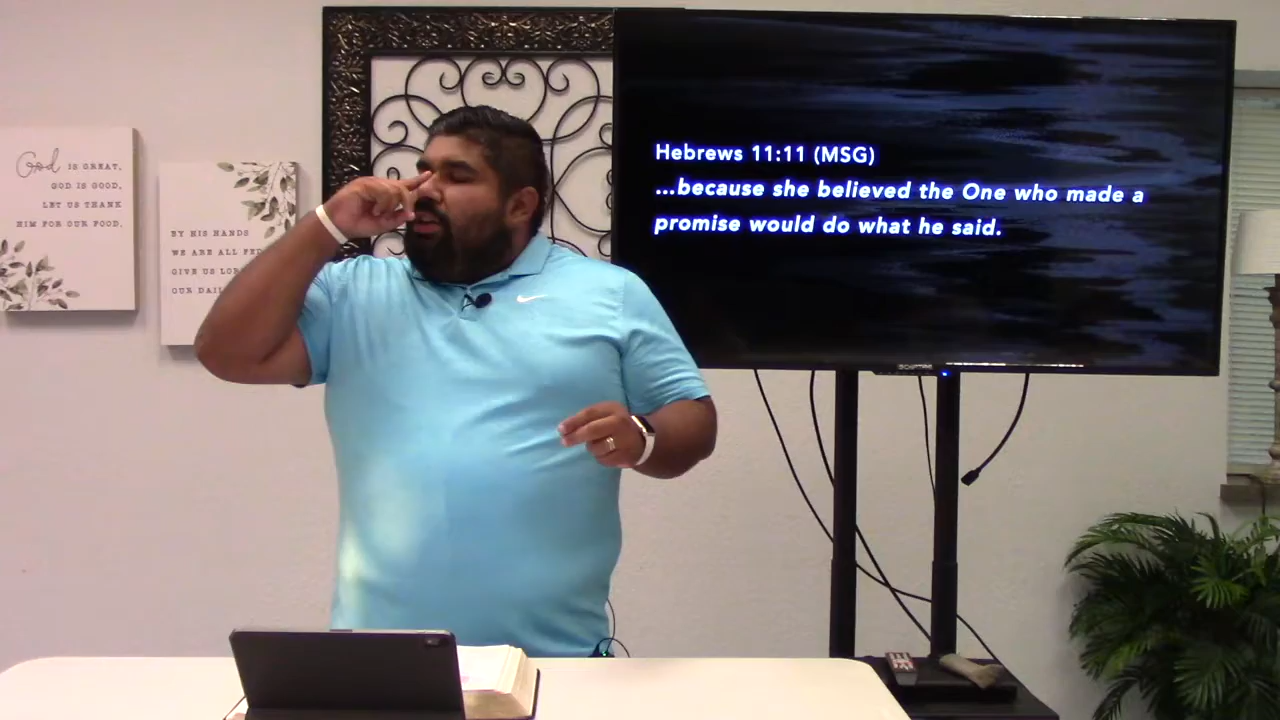 God IS GREAT,
GOD IS GOOD,
LET US THANK
HIM FOR OUR FOOD.
BY HIS HANDS
WE ARE ALL FED
GIVE US LOR
OUR DAIL
Hebrews 11:11 (MSG)
...because she believed the One who made a
promise would do what he said.
SCEPTRE